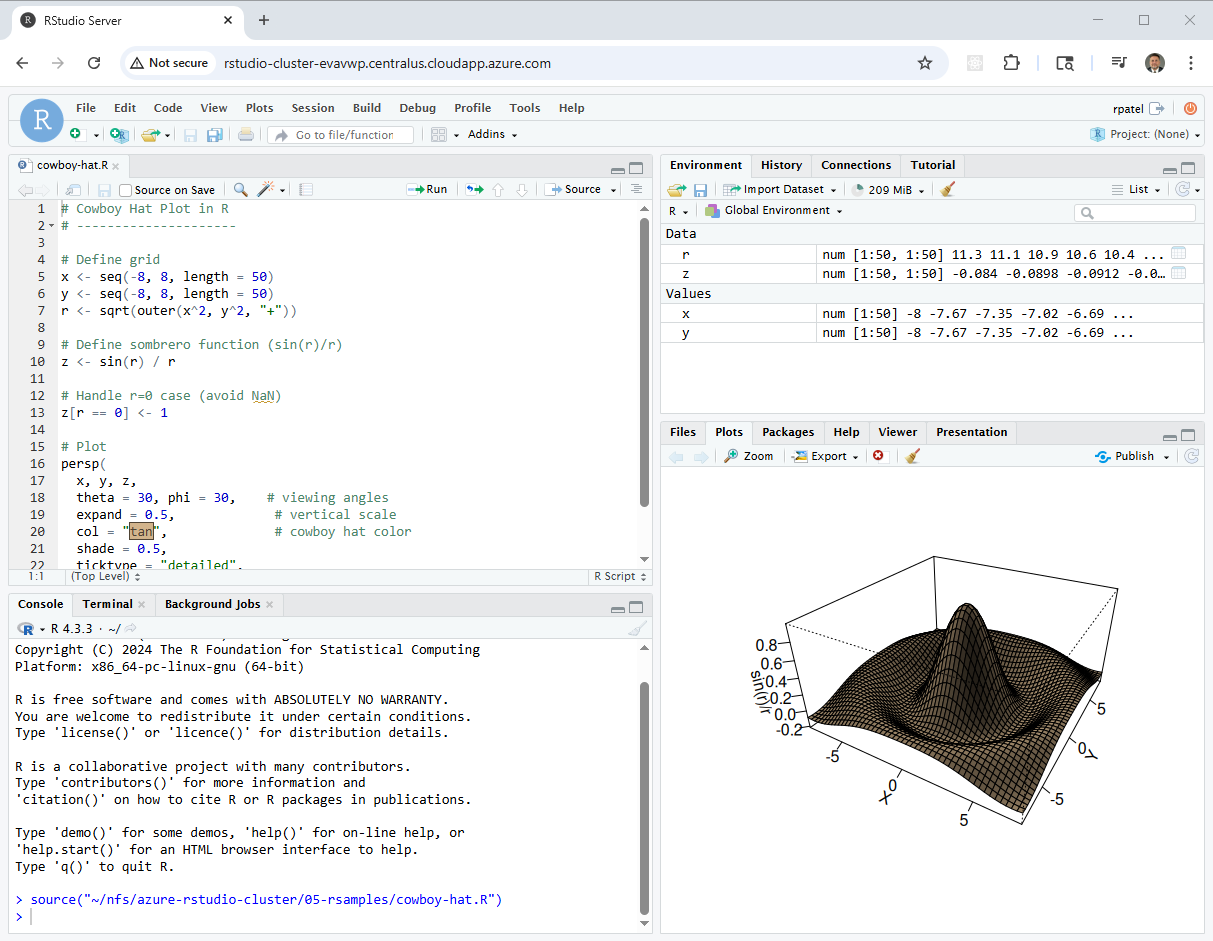 R RStudio Server
Not secure rstudio-cluster-evavwp.centralus.cloudapp.azure.com
R File Edit Code View Plots Session Build Debug Profile Tools Help rpatel
Go to file/function Addins Project: (None)
cowboy-hat.R
Source on Save Run Source
1 # Cowboy Hat Plot in R
2 # ---------------------
3
4 # Define grid
5 x <- seq(-8, 8, length = 50)
6 y <- seq(-8, 8, length = 50)
7 r <- sqrt(outer(x^2, y^2, "+"))
8
9 # Define sombrero function (sin(r)/r)
10 z <- sin(r) / r
11
12 # Handle r=0 case (avoid NaN)
13 z[r == 0] <- 1
14
15 # Plot
16 persp(
17 x, y, z,
18 theta = 30, phi = 30, # viewing angles
19 expand = 0.5, # vertical scale
20 col = "tan", # cowboy hat color
21 shade = 0.5,
22 ticktype = "detailed",
1:1 (Top Level) R Script
Console Terminal Background Jobs
R 4.3.3 · ~/
Copyright (C) 2024 The R Foundation for Statistical Computing
Platform: x86_64-pc-linux-gnu (64-bit)
R is free software and comes with ABSOLUTELY NO WARRANTY.
You are welcome to redistribute it under certain conditions.
Type 'license()' or 'licence()' for distribution details.
R is a collaborative project with many contributors.
Type 'contributors()' for more information and
'citation()' on how to cite R or R packages in publications.
Type 'demo()' for some demos, 'help()' for on-line help, or
'help.start()' for an HTML browser interface to help.
Type 'q()' to quit R.
> source("~/nfs/azure-rstudio-cluster/05-rsamples/cowboy-hat.R")
>
Environment History Connections Tutorial
Import Dataset 209 MiB List
R Global Environment
Data
r num [1:50, 1:50] 11.3 11.1 10.9 10.6 10.4 ...
z num [1:50, 1:50] -0.084 -0.0898 -0.0912 -0.0…
Values
x num [1:50] -8 -7.67 -7.35 -7.02 -6.69 ...
y num [1:50] -8 -7.67 -7.35 -7.02 -6.69 ...
Files Plots Packages Help Viewer Presentation
Zoom Export Publish
0.8
0.6
0.4
0.2
0.0
-0.2
sin(r)/r
-5
0
5
X
-5
0
5
Y